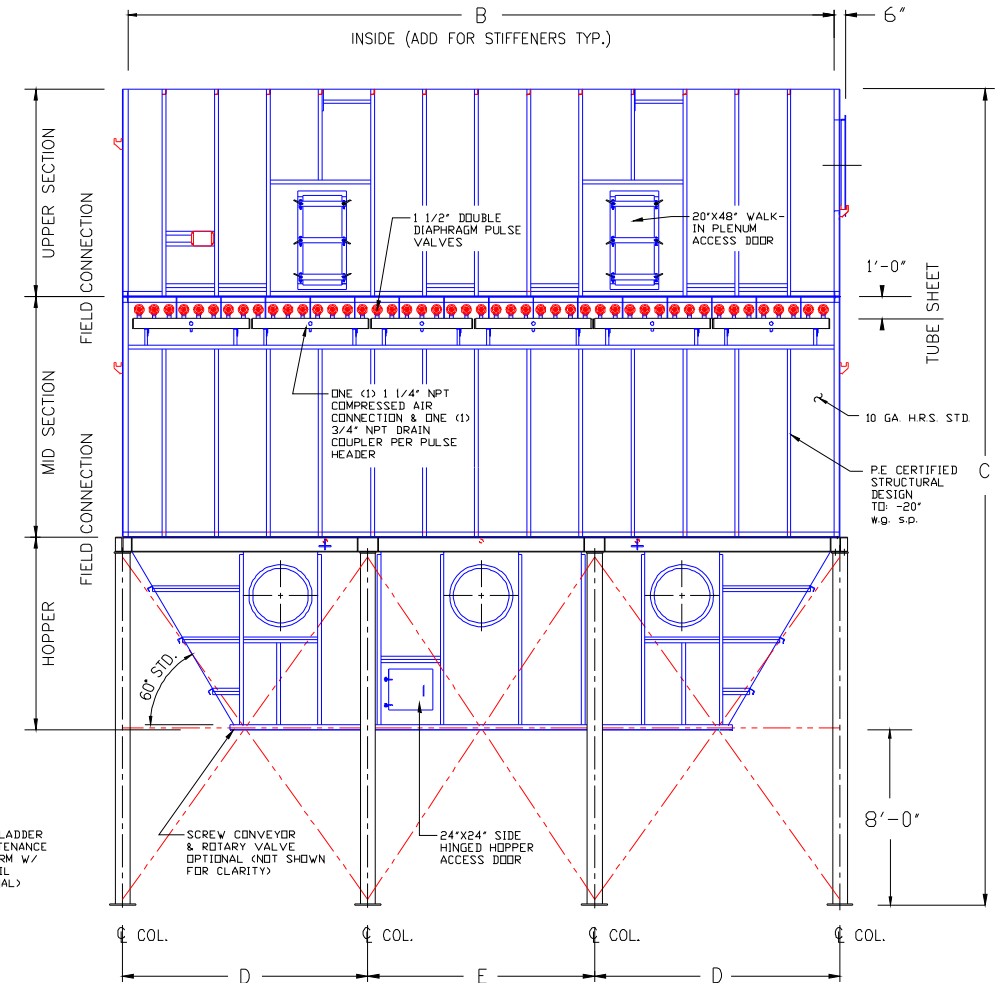 B
6"
INSIDE (ADD FOR STIFFENERS TYP.)
UPPER SECTION
FIELD CONNECTION
1 1/2" DOUBLE
DIAPHRAGM PULSE
VALVES
20"X48" WALK-
IN PLENUM
ACCESS DOOR
1'-0"
TUBE SHEET
MID SECTION
FIELD CONNECTION
ONE (1) 1 1/4" NPT
COMPRESSED AIR
CONNECTION & ONE (1)
3/4" NPT DRAIN
COUPLER PER PULSE
HEADER
10 GA. H.R.S. STD.
P.E CERTIFIED
STRUCTURAL
DESIGN
TO: -20"
w.g. s.p.
C
HOPPER
60° STD.
8'-0"
LADDER
TENANCE
RM W/
IL
AL)
SCREW CONVEYOR
& ROTARY VALVE
OPTIONAL (NOT SHOWN
FOR CLARITY)
24"X24" SIDE
HINGED HOPPER
ACCESS DOOR
℄ COL.
℄ COL.
℄ COL.
℄ COL.
D
E
D